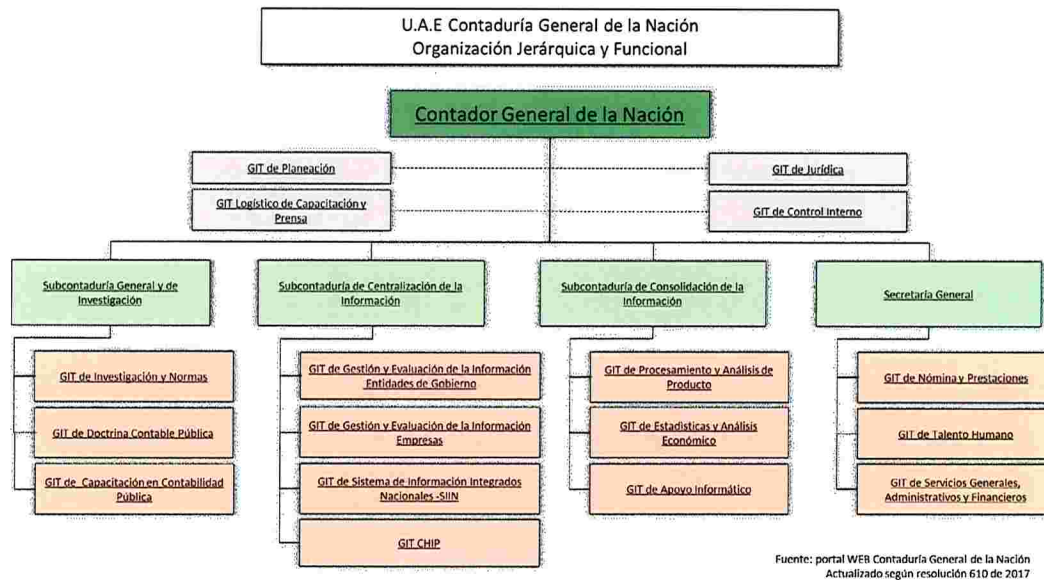 U.A.E Contaduría General de la Nación
Organización Jerárquica y Funcional
Contador General de la Nación
GIT de Planeación
GIT de Jurídica
GIT Logístico de Capacitación y
Prensa
GIT de Control Interno
Subcontaduría General y de
Investigación
Subcontaduría de Centralización de
la Información
Subcontaduría de Consolidación de la
Información
Secretaría General
GIT de Investigación y Normas
GIT de Doctrina Contable Pública
GIT de Capacitación en Contabilidad
Pública
GIT de Gestión y Evaluación de la Información
Entidades de Gobierno
GIT de Gestión y Evaluación de la Información
Empresas
GIT de Sistema de Información Integrados
Nacionales -SIIN
GIT CHIP
GIT de Procesamiento y Análisis de
Producto
GIT de Estadísticas y Análisis
Económico
GIT de Apoyo Informático
GIT de Nómina y Prestaciones
GIT de Talento Humano
GIT de Servicios Generales,
Administrativos y Financieros
Fuente: portal WEB Contaduría General de la Nación
Actualizado según resolución 610 de 2017